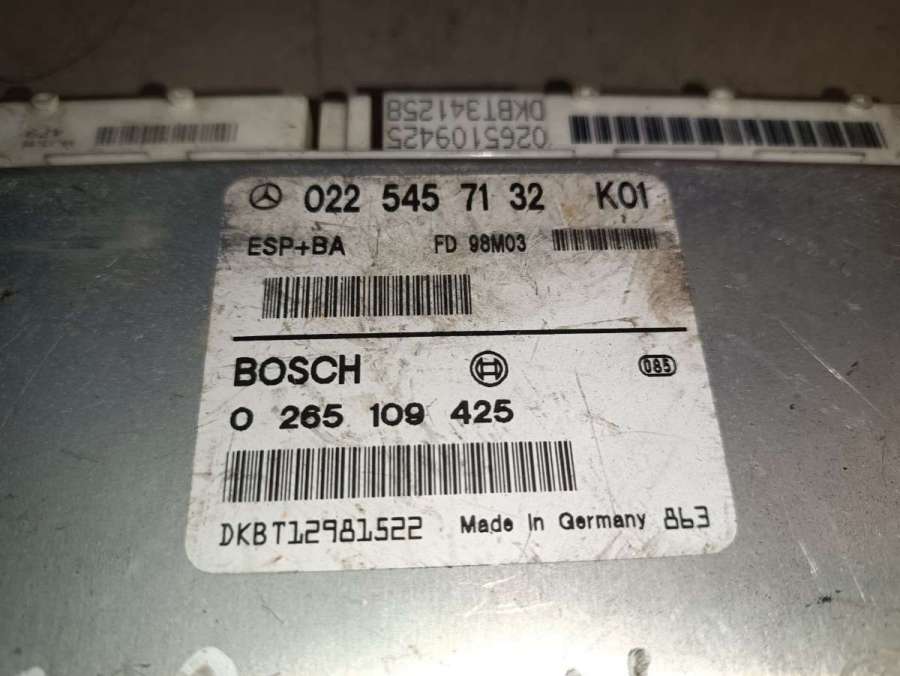 DKBT341258
0265109425
022 545 71 32 K01
ESP+BA FD 98M03
BOSCH
085
0 265 109 425
DKBT12981522 Made in Germany 863